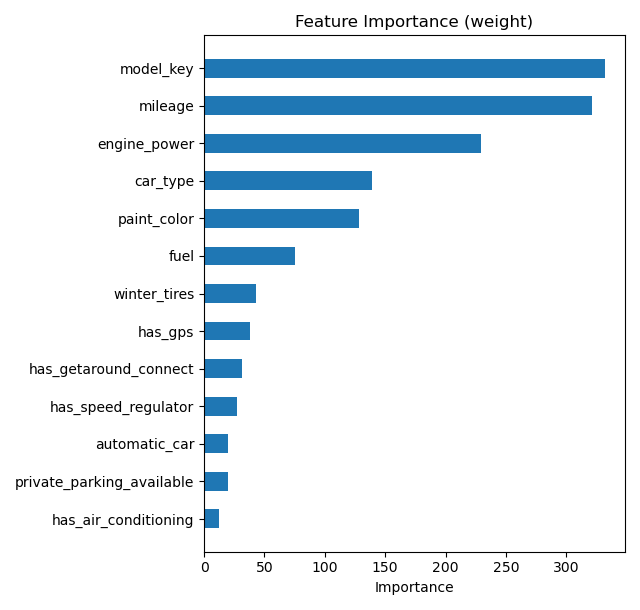 Feature Importance (weight)
model_key
mileage
engine_power
car_type
paint_color
fuel
winter_tires
has_gps
has_getaround_connect
has_speed_regulator
automatic_car
private_parking_available
has_air_conditioning
0 50 100 150 200 250 300
Importance